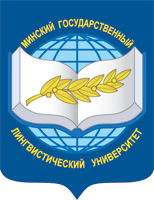 МИНСКИЙ ГОСУДАРСТВЕННЫЙ
ЛИНГВИСТИЧЕСКИЙ УНИВЕРСИТЕТ